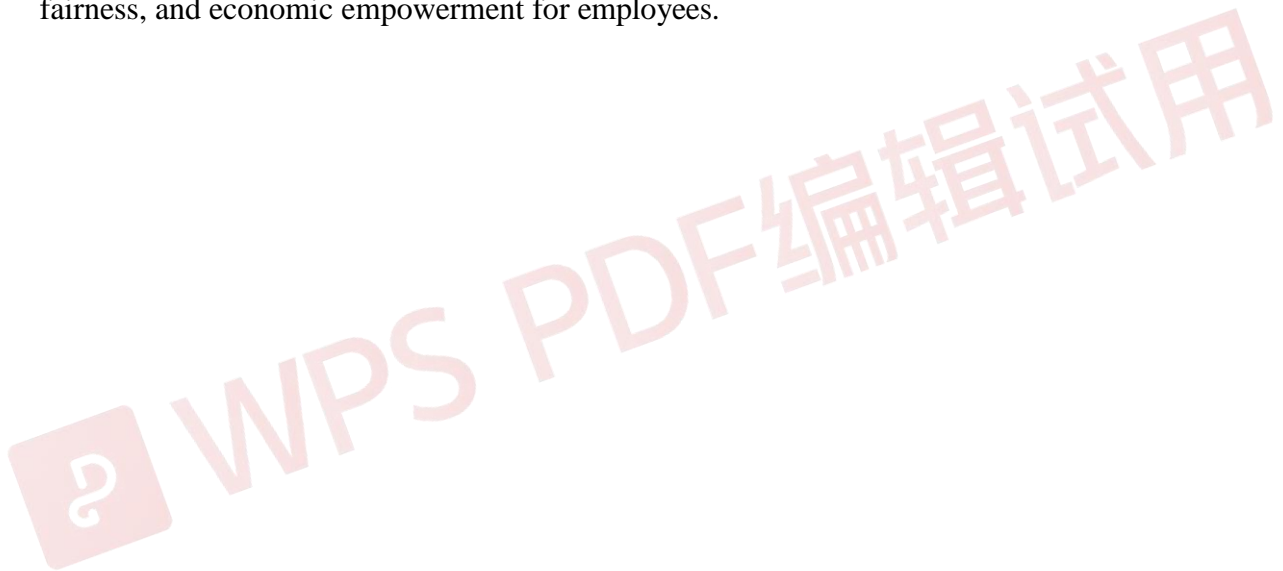 fairness, and economic empowerment for employees.
WPS PDF编辑试用